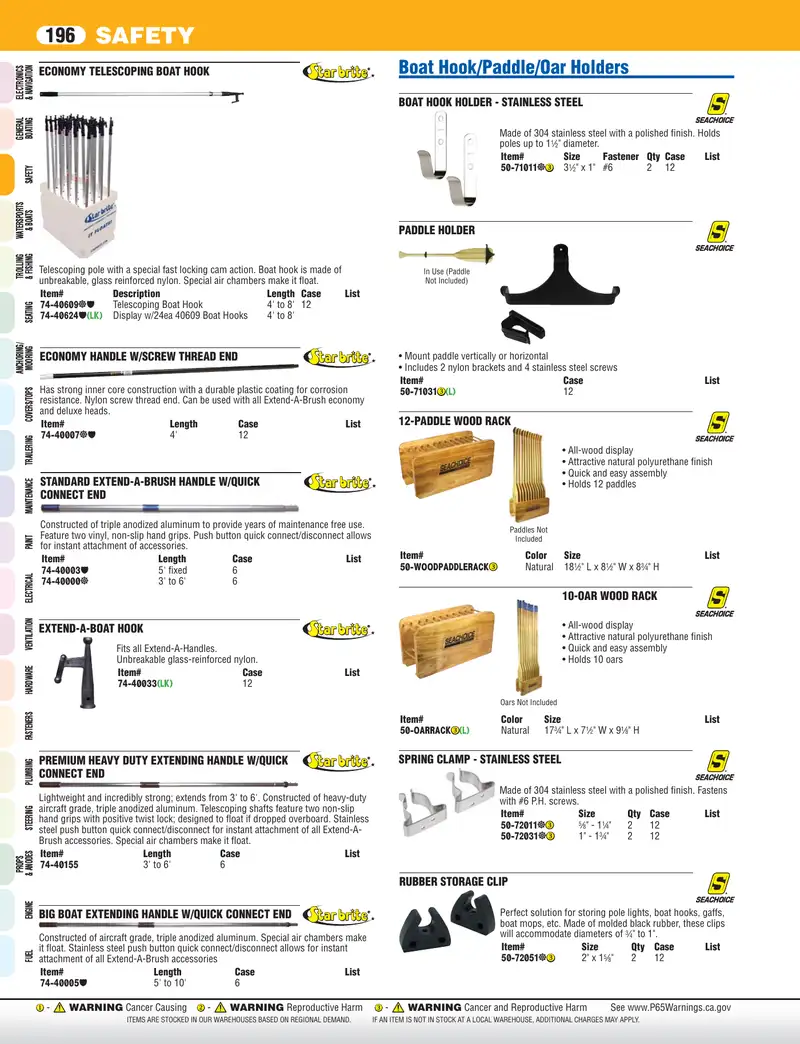 196 SAFETY
ELECTRONICS & NAVIGATION
GENERAL BOATING
SAFETY
WATERSPORTS & BOATS
TROLLING & FISHING
SEATING
ANCHORING/ MOORING
COVERS/TOPS
TRAILERING
MAINTENANCE
PAINT
ELECTRICAL
VENTILATION
HARDWARE
FASTENERS
PLUMBING
STEERING
PROPS & ANODES
ENGINE
FUEL
ECONOMY TELESCOPING BOAT HOOK
Star brite
Star brite
Telescoping pole with a special fast locking cam action. Boat hook is made of
unbreakable, glass reinforced nylon. Special air chambers make it float.
Item# Description Length Case List
74-40609 Telescoping Boat Hook 4' to 8' 12
74-40624 (LK) Display w/24ea 40609 Boat Hooks 4' to 8'
ECONOMY HANDLE W/SCREW THREAD END
Star brite
Has strong inner core construction with a durable plastic coating for corrosion
resistance. Nylon screw thread end. Can be used with all Extend-A-Brush economy
and deluxe heads.
Item# Length Case List
74-40007 4' 12
STANDARD EXTEND-A-BRUSH HANDLE W/QUICK
CONNECT END
Star brite
Constructed of triple anodized aluminum to provide years of maintenance free use.
Feature two vinyl, non-slip hand grips. Push button quick connect/disconnect allows
for instant attachment of accessories.
Item# Length Case List
74-40003 5' fixed 6
74-40000 3' to 6' 6
EXTEND-A-BOAT HOOK
Star brite
Fits all Extend-A-Handles.
Unbreakable glass-reinforced nylon.
Item# Case List
74-40033(LK) 12
PREMIUM HEAVY DUTY EXTENDING HANDLE W/QUICK
CONNECT END
Star brite
Lightweight and incredibly strong; extends from 3' to 6'. Constructed of heavy-duty
aircraft grade, triple anodized aluminum. Telescoping shafts feature two non-slip
hand grips with positive twist lock; designed to float if dropped overboard. Stainless
steel push button quick connect/disconnect for instant attachment of all Extend-A-
Brush accessories. Special air chambers make it float.
Item# Length Case List
74-40155 3' to 6' 6
BIG BOAT EXTENDING HANDLE W/QUICK CONNECT END
Star brite
Constructed of aircraft grade, triple anodized aluminum. Special air chambers make
it float. Stainless steel push button quick connect/disconnect allows for instant
attachment of all Extend-A-Brush accessories
Item# Length Case List
74-40005 5' to 10' 6
Boat Hook/Paddle/Oar Holders
BOAT HOOK HOLDER - STAINLESS STEEL
SEACHOICE
Made of 304 stainless steel with a polished finish. Holds
poles up to 1½" diameter.
Item# Size Fastener Qty Case List
50-71011 3 3½" x 1" #6 2 12
PADDLE HOLDER
SEACHOICE
In Use (Paddle
Not Included)
• Mount paddle vertically or horizontal
• Includes 2 nylon brackets and 4 stainless steel screws
Item# Case List
50-71031 3 (L) 12
12-PADDLE WOOD RACK
SEACHOICE
SEACHOICE
• All-wood display
• Attractive natural polyurethane finish
• Quick and easy assembly
• Holds 12 paddles
Paddles Not
Included
Item# Color Size List
50-WOODPADDLERACK 3 Natural 18½" L x 8½" W x 8¾" H
10-OAR WOOD RACK
SEACHOICE
SEACHOICE
• All-wood display
• Attractive natural polyurethane finish
• Quick and easy assembly
• Holds 10 oars
Oars Not Included
Item# Color Size List
50-OARRACK 3 (L) Natural 17¾" L x 7½" W x 9⅛" H
SPRING CLAMP - STAINLESS STEEL
SEACHOICE
Made of 304 stainless steel with a polished finish. Fastens
with #6 P.H. screws.
Item# Size Qty Case List
50-72011 3 ⅝" - 1¼" 2 12
50-72031 3 1" - 1¾" 2 12
RUBBER STORAGE CLIP
SEACHOICE
Perfect solution for storing pole lights, boat hooks, gaffs,
boat mops, etc. Made of molded black rubber, these clips
will accommodate diameters of ¾" to 1".
Item# Size Qty Case List
50-72051 3 2" x 1⅝" 2 12
1 - WARNING Cancer Causing 2 - WARNING Reproductive Harm 3 - WARNING Cancer and Reproductive Harm See www.P65Warnings.ca.gov
ITEMS ARE STOCKED IN OUR WAREHOUSES BASED ON REGIONAL DEMAND. IF AN ITEM IS NOT IN STOCK AT A LOCAL WAREHOUSE, ADDITIONAL CHARGES MAY APPLY.